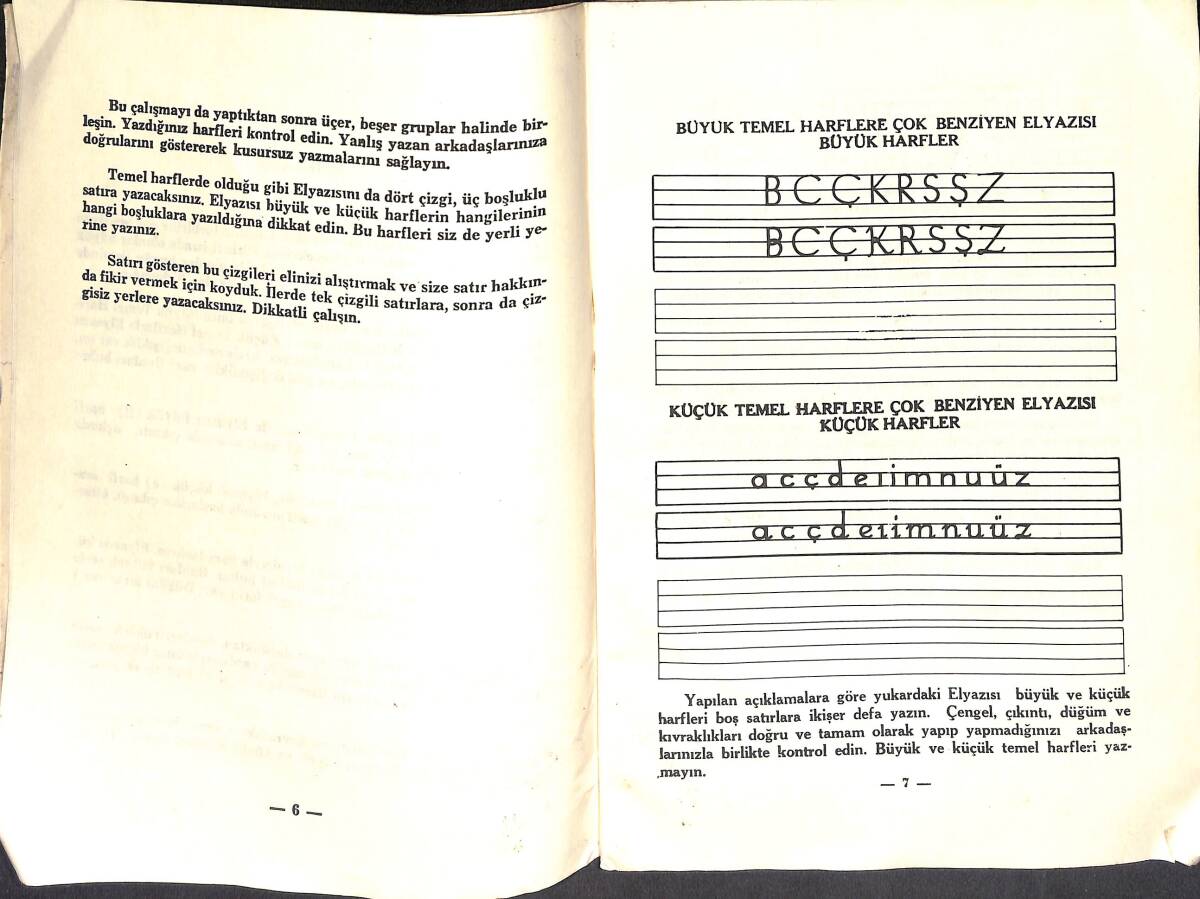 Bu çalışmayı da yaptıktan sonra üçer, beşer gruplar halinde bir-
leşin. Yazdığınız harfleri kontrol edin. Yanlış yazan arkadaşlarınıza
doğrularını göstererek kusursuz yazmalarını sağlayın.
Temel harflerde olduğu gibi Elyazısını da dört çizgi, üç boşluklu
satıra yazacaksınız. Elyazısı büyük ve küçük harflerin hangilerinin
hangi boşluklara yazıldığına dikkat edin. Bu harfleri siz de yerli ye-
rine yazınız.
Satırı gösteren bu çizgileri elinizi alıştırmak ve size satır hakkın-
da fikir vermek için koyduk. İlerde tek çizgili satırlara, sonra da çiz-
gisiz yerlere yazacaksınız. Dikkatli çalışın.
— 6 —
BÜYÜK TEMEL HARFLERE ÇOK BENZİYEN ELYAZISI
BÜYÜK HARFLER
B C Ç K R S Ş Z
B C Ç K R S Ş Z
KÜÇÜK TEMEL HARFLERE ÇOK BENZİYEN ELYAZISI
KÜÇÜK HARFLER
a c ç d e ı i m n u ü z
a c ç d e ı i m n u ü z
Yapılan açıklamalara göre yukardaki Elyazısı büyük ve küçük
harfleri boş satırlara ikişer defa yazın. Çengel, çıkıntı, düğüm ve
kıvraklıkları doğru ve tamam olarak yapıp yapmadığınızı arkadaş-
larınızla birlikte kontrol edin. Büyük ve küçük temel harfleri yaz-
mayın.
— 7 —